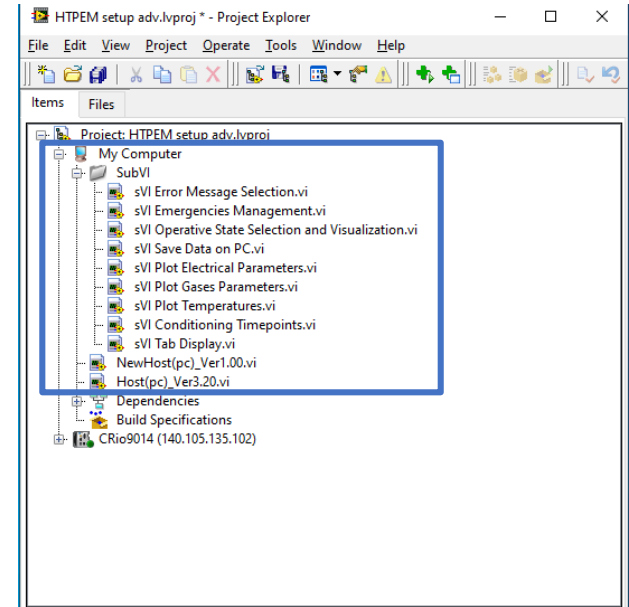 HTPEM setup adv.lvproj * - Project Explorer
File Edit View Project Operate Tools Window Help
Items Files
Project: HTPEM setup adv.lvproj
My Computer
SubVI
sVI Error Message Selection.vi
sVI Emergencies Management.vi
sVI Operative State Selection and Visualization.vi
sVI Save Data on PC.vi
sVI Plot Electrical Parameters.vi
sVI Plot Gases Parameters.vi
sVI Plot Temperatures.vi
sVI Conditioning Timepoints.vi
sVI Tab Display.vi
NewHost(pc)_Ver1.00.vi
Host(pc)_Ver3.20.vi
Dependencies
Build Specifications
CRio9014 (140.105.135.102)